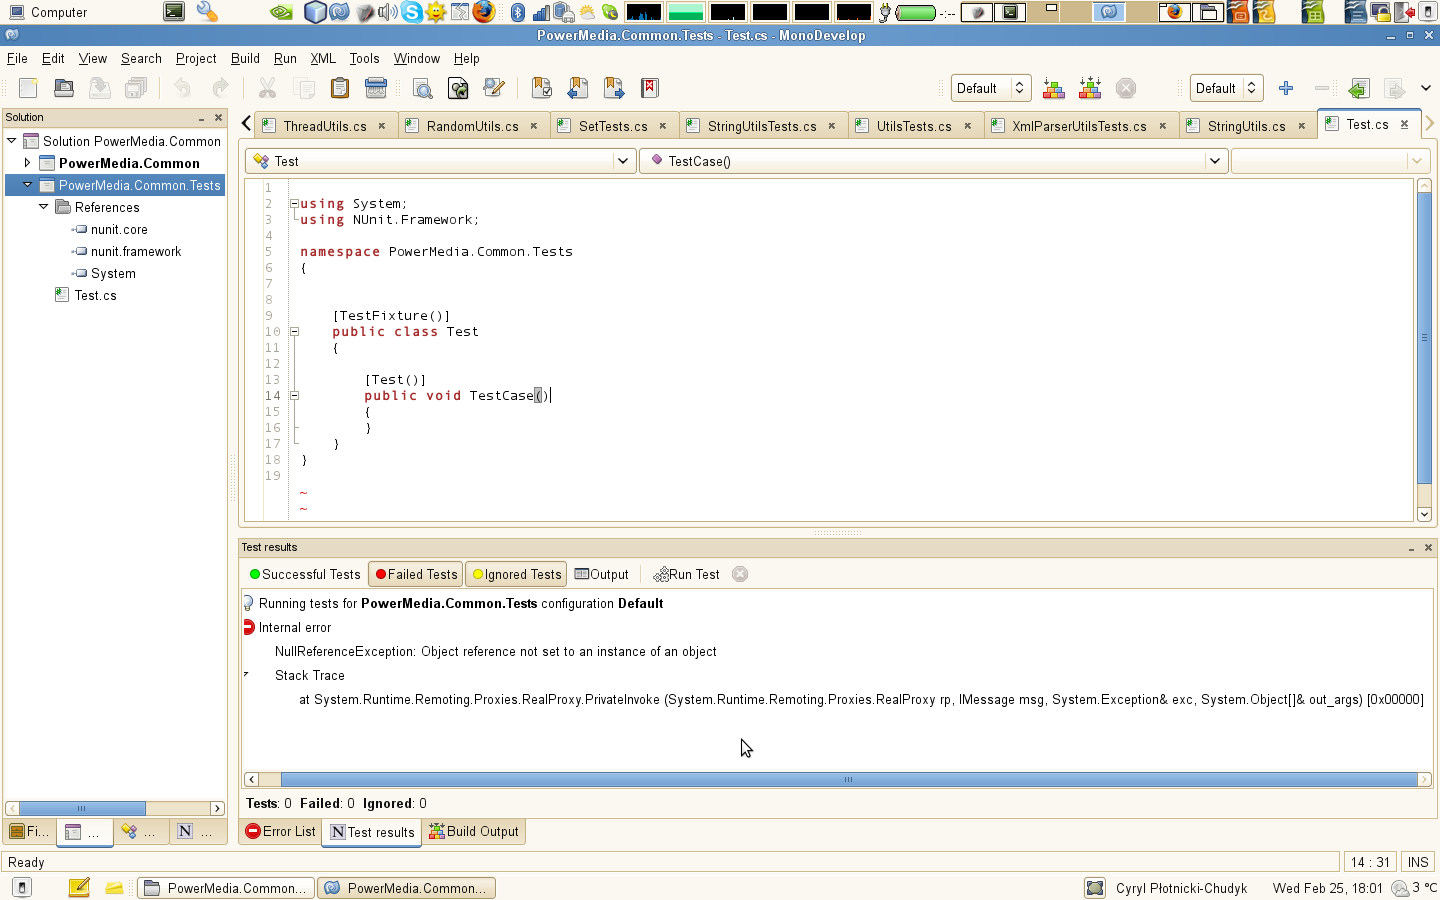 Computer
-:--
PowerMedia.Common.Tests - Test.cs - MonoDevelop
File Edit View Search Project Build Run XML Tools Window Help
Default Default
Solution
ThreadUtils.cs RandomUtils.cs SetTests.cs StringUtilsTests.cs UtilsTests.cs XmlParserUtilsTests.cs StringUtils.cs Test.cs
Solution PowerMedia.Common
PowerMedia.Common
PowerMedia.Common.Tests
References
nunit.core
nunit.framework
System
Test.cs
Test TestCase()
1
2 using System;
3 using NUnit.Framework;
4
5 namespace PowerMedia.Common.Tests
6 {
7
8
9 [TestFixture()]
10 public class Test
11 {
12
13 [Test()]
14 public void TestCase()
15 {
16 }
17 }
18 }
19
~
~
Test results
Successful Tests Failed Tests Ignored Tests Output Run Test
Running tests for PowerMedia.Common.Tests configuration Default
Internal error
NullReferenceException: Object reference not set to an instance of an object
Stack Trace
at System.Runtime.Remoting.Proxies.RealProxy.PrivateInvoke (System.Runtime.Remoting.Proxies.RealProxy rp, IMessage msg, System.Exception& exc, System.Object[]& out_args) [0x00000]
Tests: 0 Failed: 0 Ignored: 0
Fi... ... ... N ...
Error List N Test results Build Output
Ready 14 : 31 INS
PowerMedia.Common... PowerMedia.Common... Cyryl Płotnicki-Chudyk Wed Feb 25, 18:01 3 °C